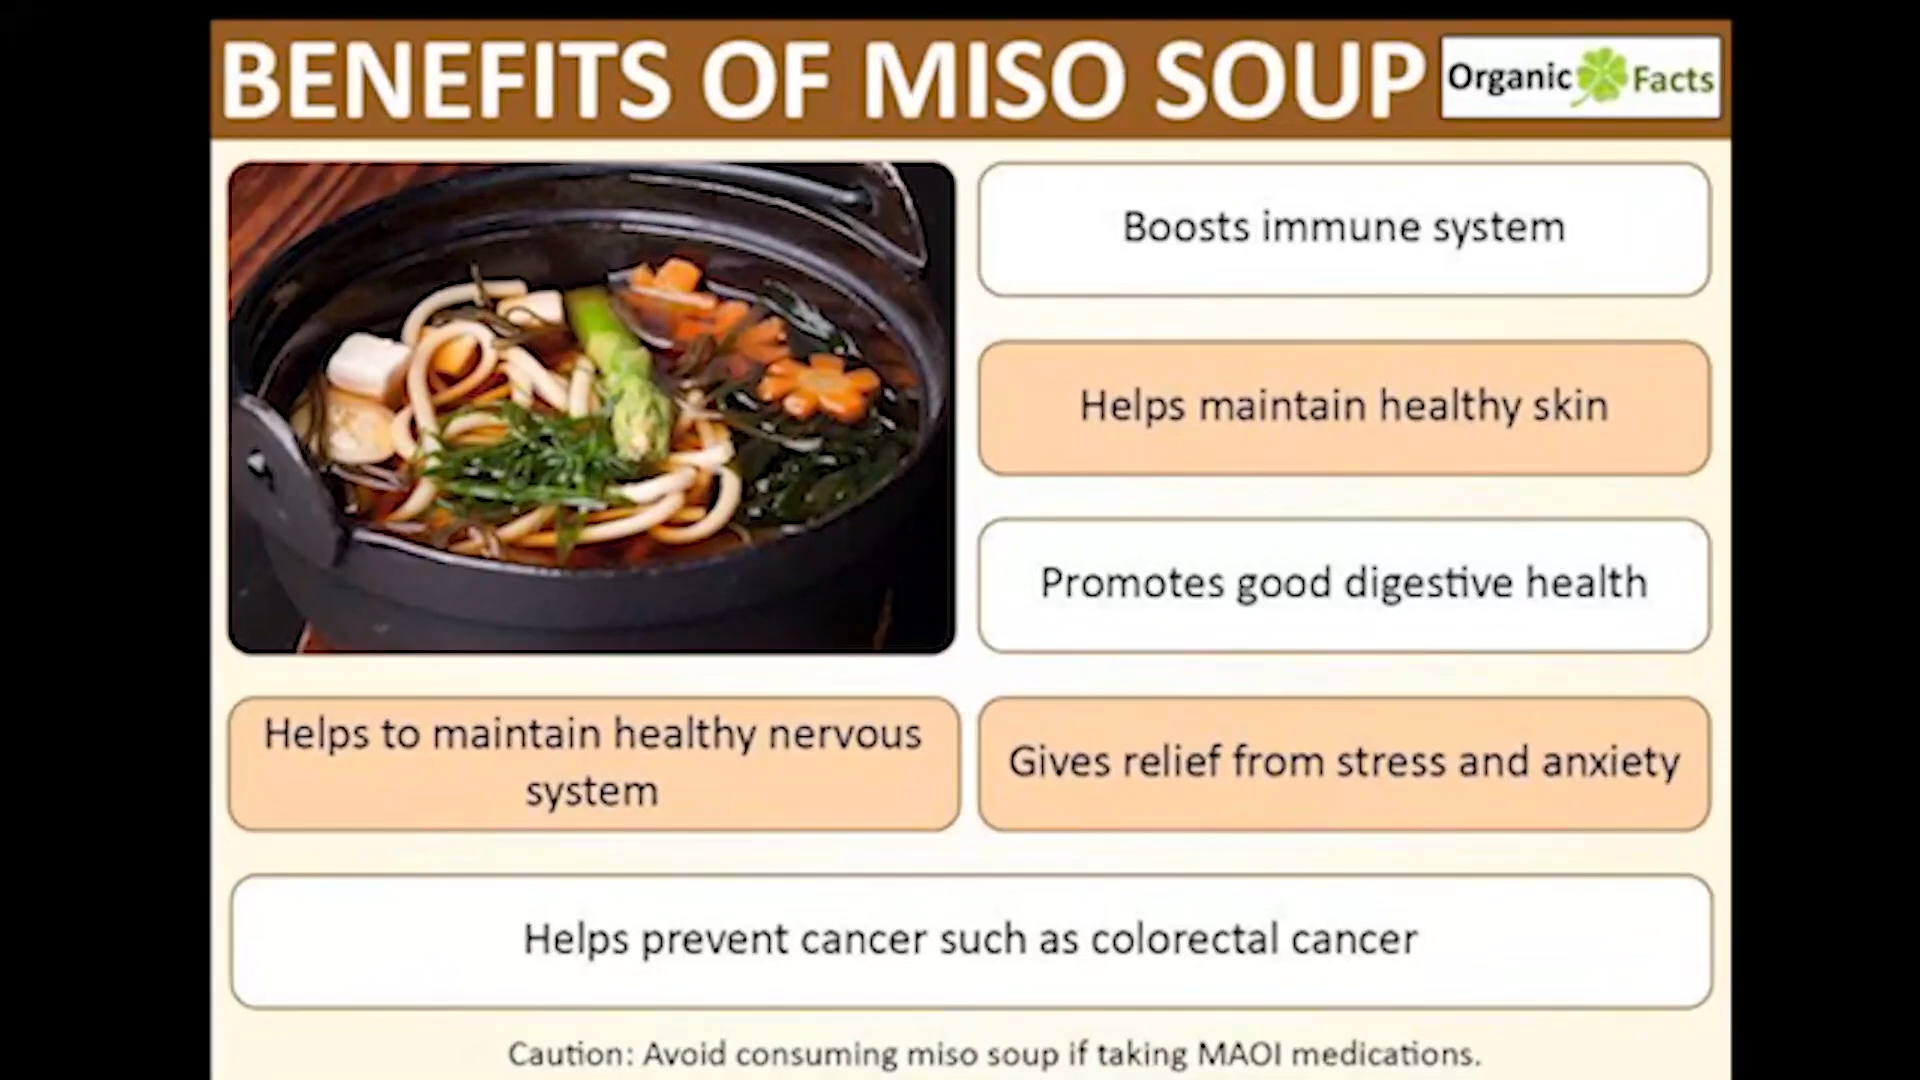 BENEFITS OF MISO SOUP
Organic Facts
Boosts immune system
Helps maintain healthy skin
Promotes good digestive health
Helps to maintain healthy nervous
system
Gives relief from stress and anxiety
Helps prevent cancer such as colorectal cancer
Caution: Avoid consuming miso soup if taking MAOI medications.